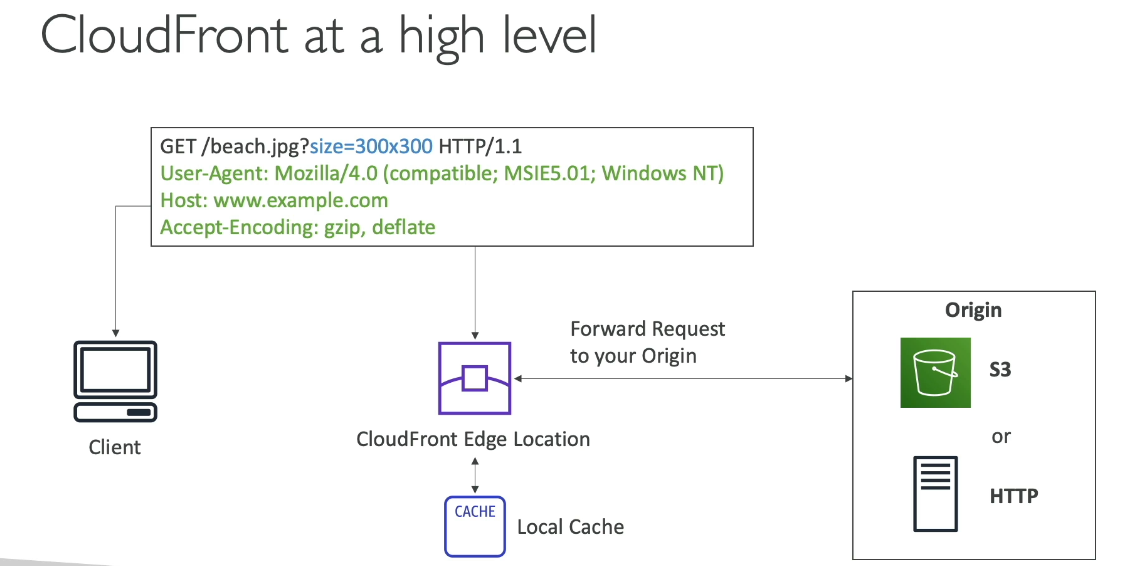 CloudFront at a high level
GET /beach.jpg?size=300x300 HTTP/1.1
User-Agent: Mozilla/4.0 (compatible; MSIE5.01; Windows NT)
Host: www.example.com
Accept-Encoding: gzip, deflate
Origin
Forward Request
to your Origin
S3
or
HTTP
Client
CloudFront Edge Location
CACHE
Local Cache